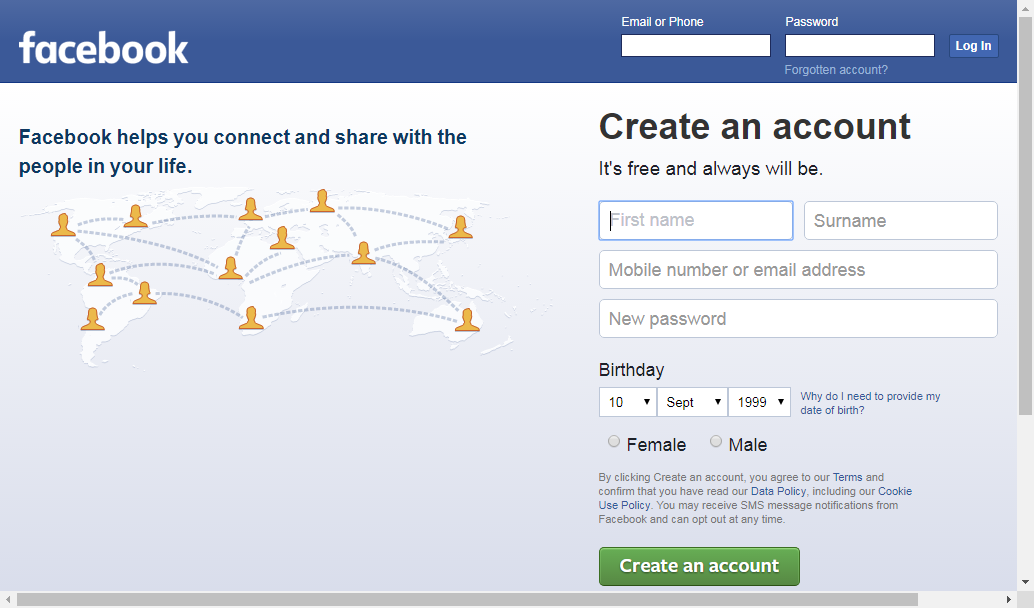 facebook
Email or Phone
Password
Log In
Forgotten account?
Facebook helps you connect and share with the
people in your life.
Create an account
It's free and always will be.
First name
Surname
Mobile number or email address
New password
Birthday
10 Sept 1999
Why do I need to provide my
date of birth?
Female Male
By clicking Create an account, you agree to our Terms and
confirm that you have read our Data Policy, including our Cookie
Use Policy. You may receive SMS message notifications from
Facebook and can opt out at any time.
Create an account